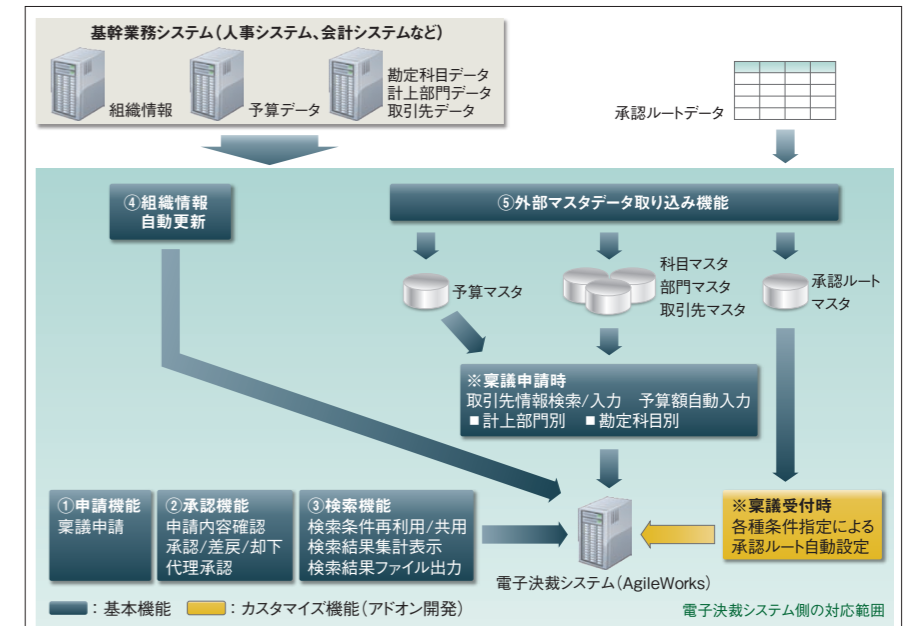 基幹業務システム（人事システム、会計システムなど）
組織情報
予算データ
勘定科目データ
計上部門データ
取引先データ
承認ルートデータ
④組織情報
自動更新
⑤外部マスタデータ取り込み機能
予算マスタ
科目マスタ
部門マスタ
取引先マスタ
承認ルート
マスタ
※稟議申請時
取引先情報検索/入力　予算額自動入力
■計上部門別　■勘定科目別
①申請機能
稟議申請
②承認機能
申請内容確認
承認/差戻/却下
代理承認
③検索機能
検索条件再利用/共用
検索結果集計表示
検索結果ファイル出力
電子決裁システム（AgileWorks）
※稟議受付時
各種条件指定による
承認ルート自動設定
：基本機能　：カスタマイズ機能（アドオン開発）
電子決裁システム側の対応範囲